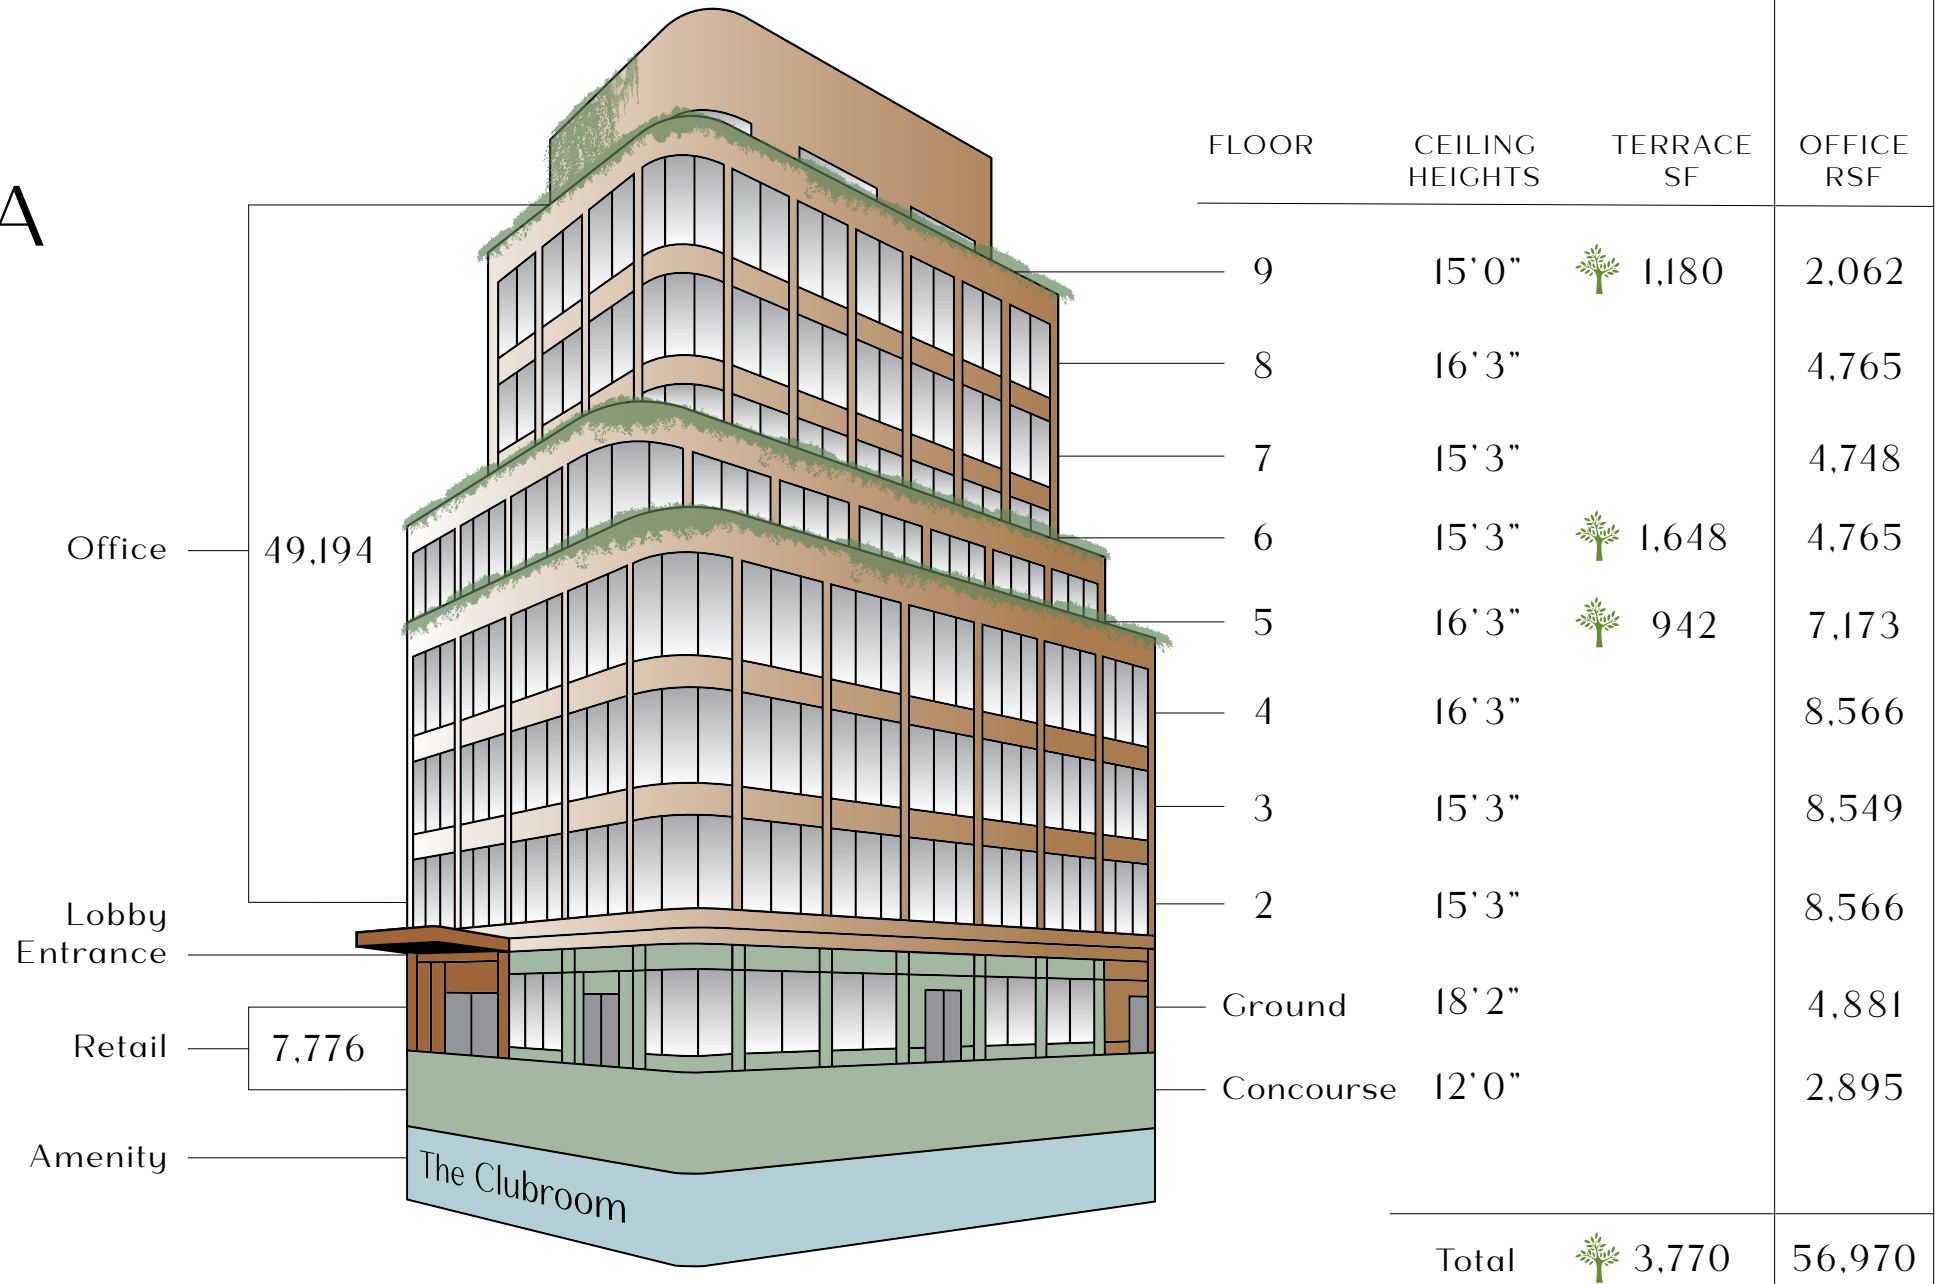 A
FLOOR CEILING HEIGHTS TERRACE SF OFFICE RSF
9 15'0" 1,180 2,062
8 16'3" 4,765
7 15'3" 4,748
6 15'3" 1,648 4,765
5 16'3" 942 7,173
4 16'3" 8,566
3 15'3" 8,549
2 15'3" 8,566
Ground 18'2" 4,881
Concourse 12'0" 2,895
Total 3,770 56,970
Office 49,194
Lobby
Entrance
Retail 7,776
Amenity
The Clubroom